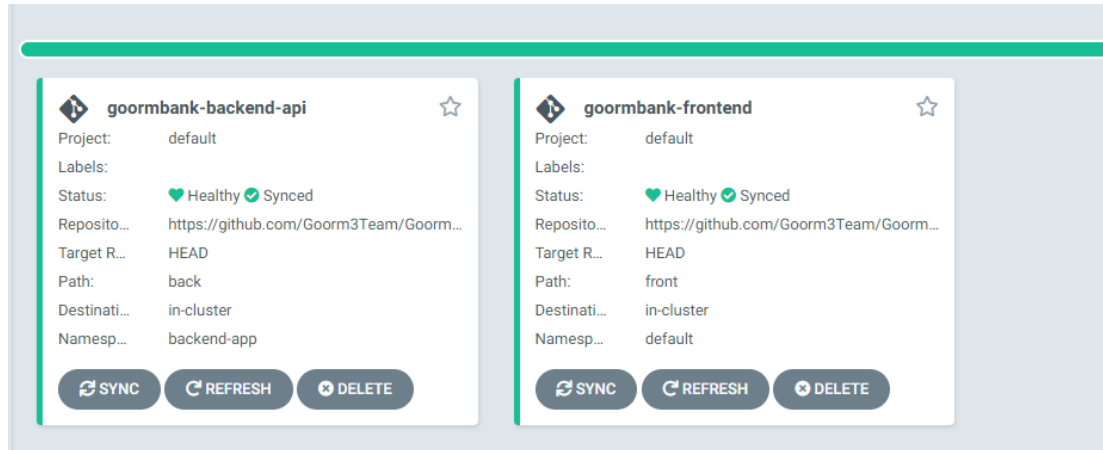 goormbank-backend-api
Project: default
Labels:
Status: Healthy Synced
Reposito... https://github.com/Goorm3Team/Goorm...
Target R... HEAD
Path: back
Destinati... in-cluster
Namesp... backend-app
SYNC REFRESH DELETE
goormbank-frontend
Project: default
Labels:
Status: Healthy Synced
Reposito... https://github.com/Goorm3Team/Goorm...
Target R... HEAD
Path: front
Destinati... in-cluster
Namesp... default
SYNC REFRESH DELETE